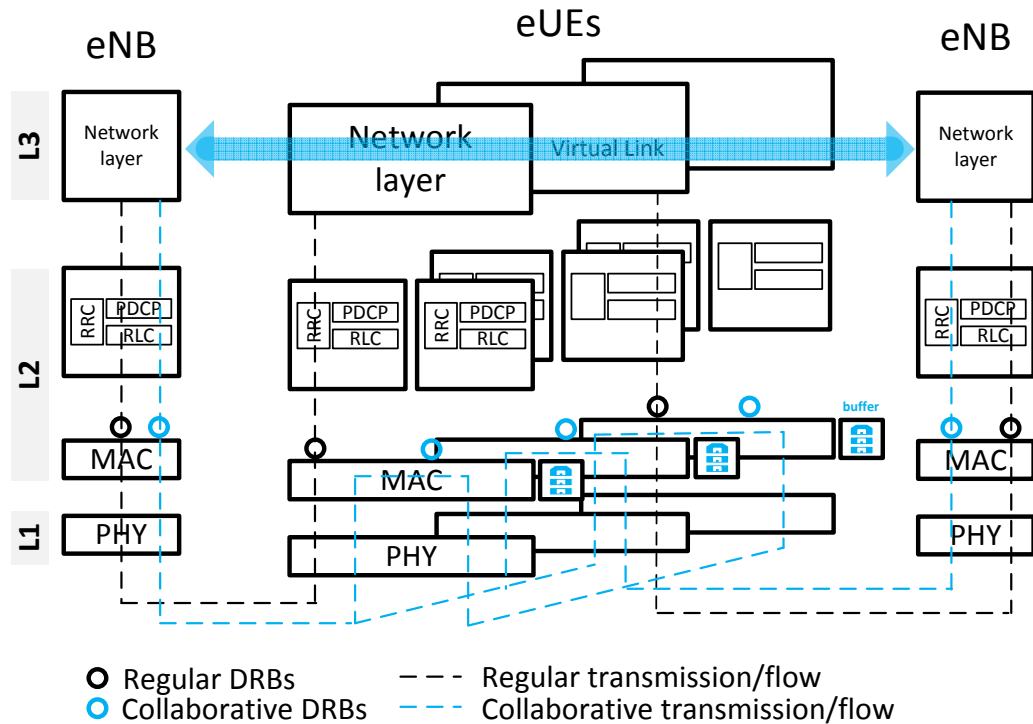 eNB
eUEs
eNB
L3
Network
layer
Network
layer
Virtual Link
Network
layer
L2
RRC
PDCP
RLC
RRC
PDCP
RLC
RRC
PDCP
RLC
RRC
PDCP
RLC
buffer
MAC
MAC
MAC
L1
PHY
PHY
PHY
Regular DRBs
Regular transmission/flow
Collaborative DRBs
Collaborative transmission/flow